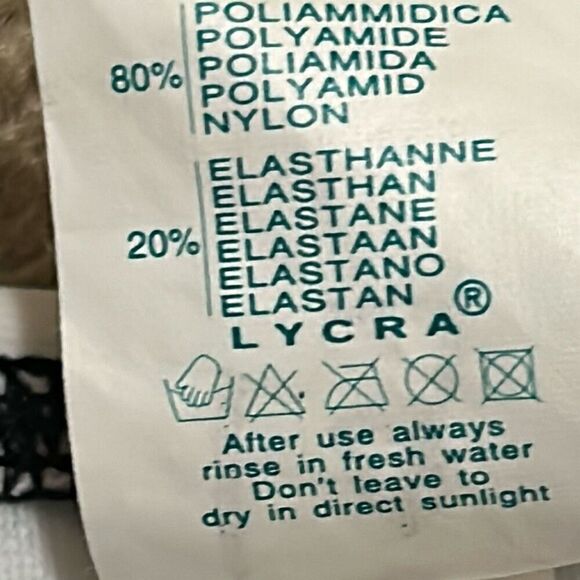 POLIAMMIDICA
POLYAMIDE
80% POLIAMIDA
POLYAMID
NYLON
ELASTHANNE
ELASTHAN
ELASTANE
20% ELASTAAN
ELASTANO
ELASTAN
LYCRA®
After use always
rinse in fresh water
Don't leave to
dry in direct sunlight